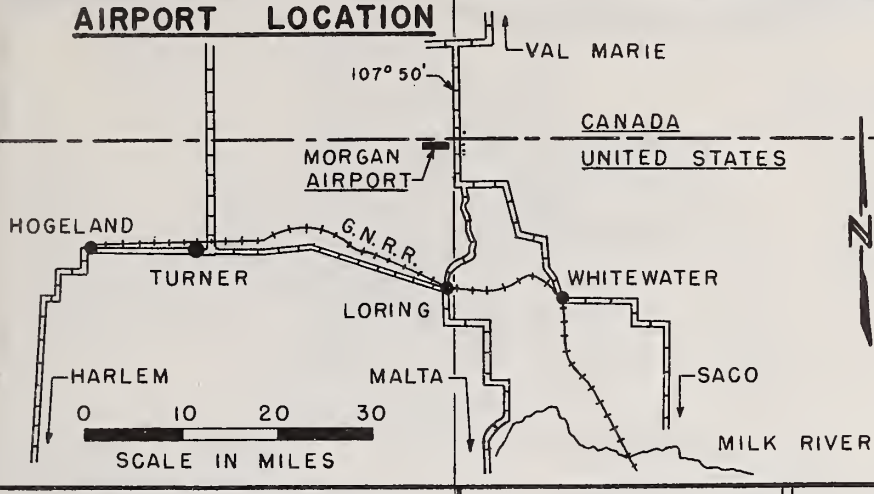 AIRPORT LOCATION
VAL MARIE
107° 50'
CANADA
MORGAN
AIRPORT
UNITED STATES
HOGELAND
G.N.R.R.
N
TURNER
WHITEWATER
LORING
HARLEM
MALTA
SACO
0 10 20 30
SCALE IN MILES
MILK RIVER